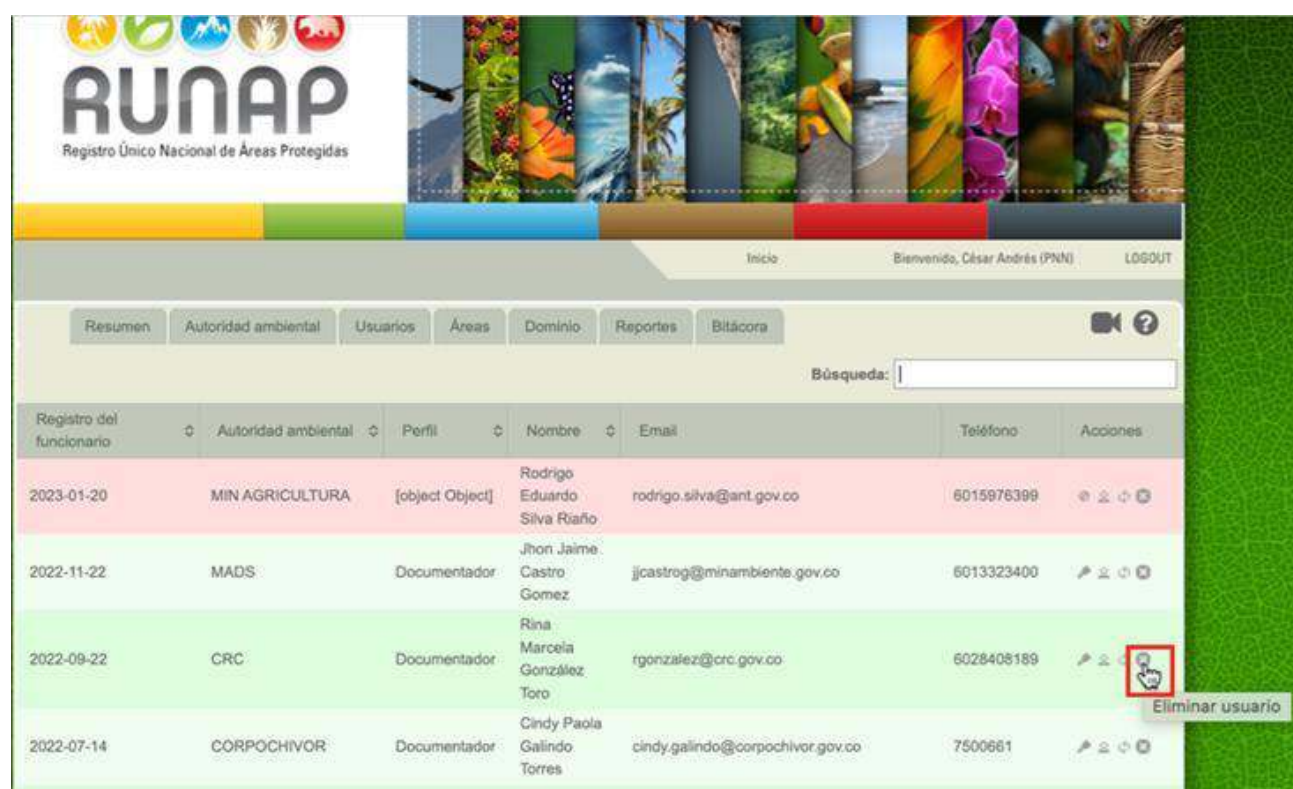 RUNAP
Registro Único Nacional de Áreas Protegidas
Inicio Bienvenido, César Andrés (PNN) LOGOUT
Resumen Autoridad ambiental Usuarios Áreas Dominio Reportes Bitácora
Búsqueda:
Registro del
funcionario Autoridad ambiental Perfil Nombre Email Teléfono Acciones
Rodrigo
2023-01-20 MIN AGRICULTURA [object Object] Eduardo rodrigo.silva@ant.gov.co 6015976399
Silva Riaño
Jhon Jaime
2022-11-22 MADS Documentador Castro jjcastrog@minambiente.gov.co 6013323400
Gomez
Rina
Marcela
2022-09-22 CRC Documentador González rgonzalez@crc.gov.co 6028408189
Toro
Eliminar usuario
Cindy Paola
2022-07-14 CORPOCHIVOR Documentador Galindo cindy.galindo@corpochivor.gov.co 7500661
Torres